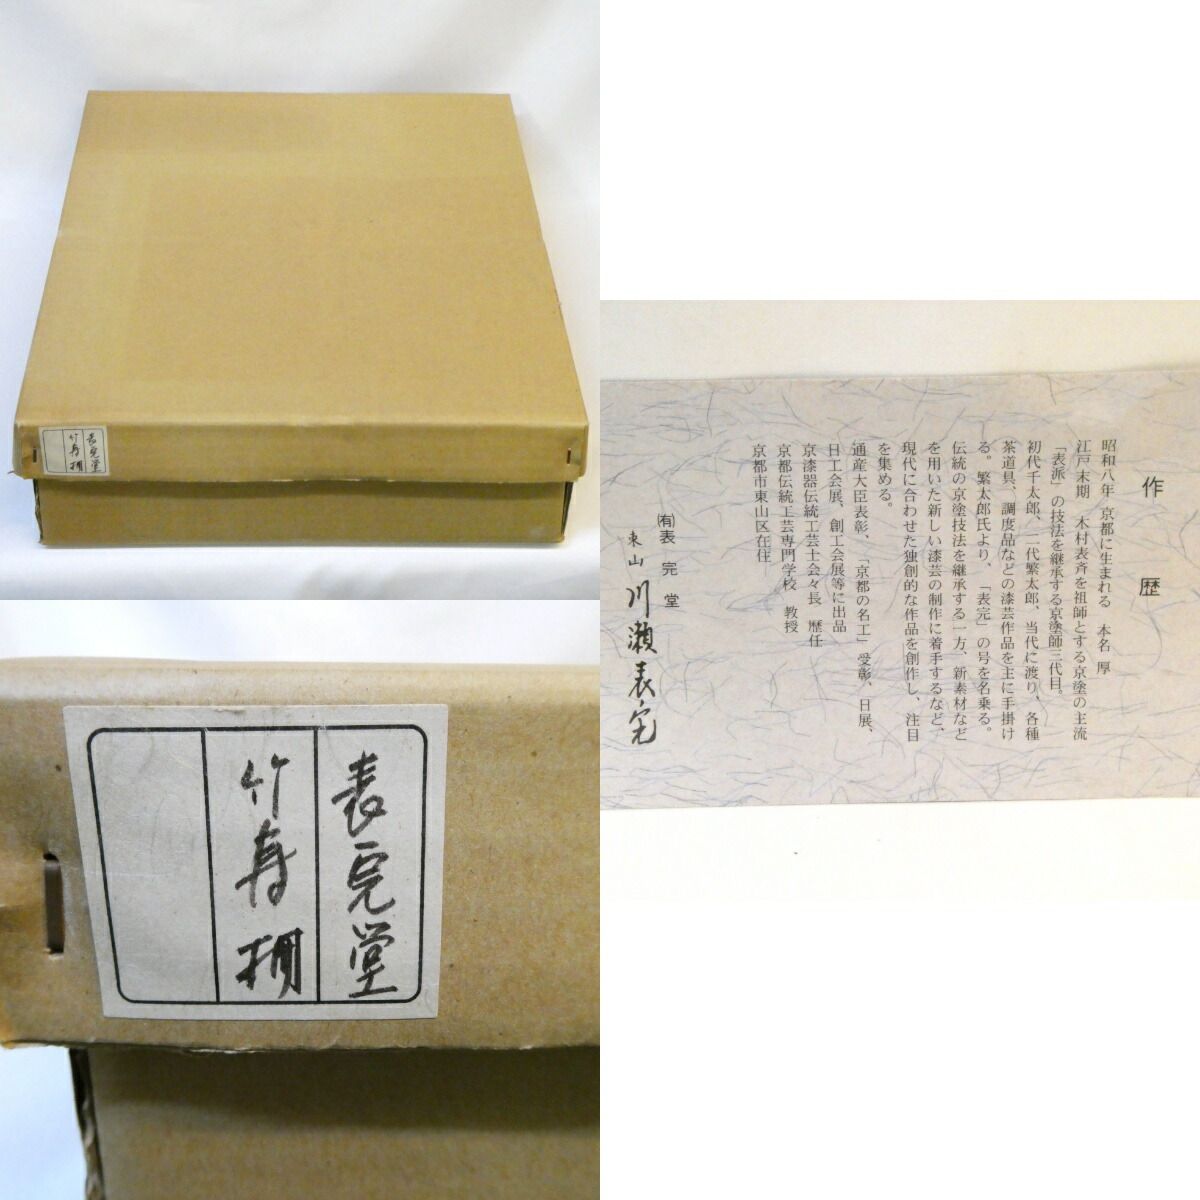 表完堂
竹寿棚
表完堂
竹寿棚
作歴
昭和八年 京都に生まれる 本名 厚
江戸末期 木村表斉を祖師とする京塗の主流
「表派」の技法を継承する京塗師三代目。
初代千太郎、二代繁太郎、当代に渡り、各種
茶道具、調度品などの漆芸作品を主に手掛け
る。繁太郎氏より、「表完」の号を名乗る。
伝統の京塗技法を継承する一方、新素材など
を用いた新しい漆芸の制作に着手するなど、
現代に合わせた独創的な作品を創作し、注目
を集める。
通産大臣表彰、「京都の名工」受彰、日展、
日工会展、創工会展等に出品
京漆器伝統工芸士会々長 歴任
京都伝統工芸専門学校 教授
京都市東山区在住
㈲表完堂
東山 川瀬表完